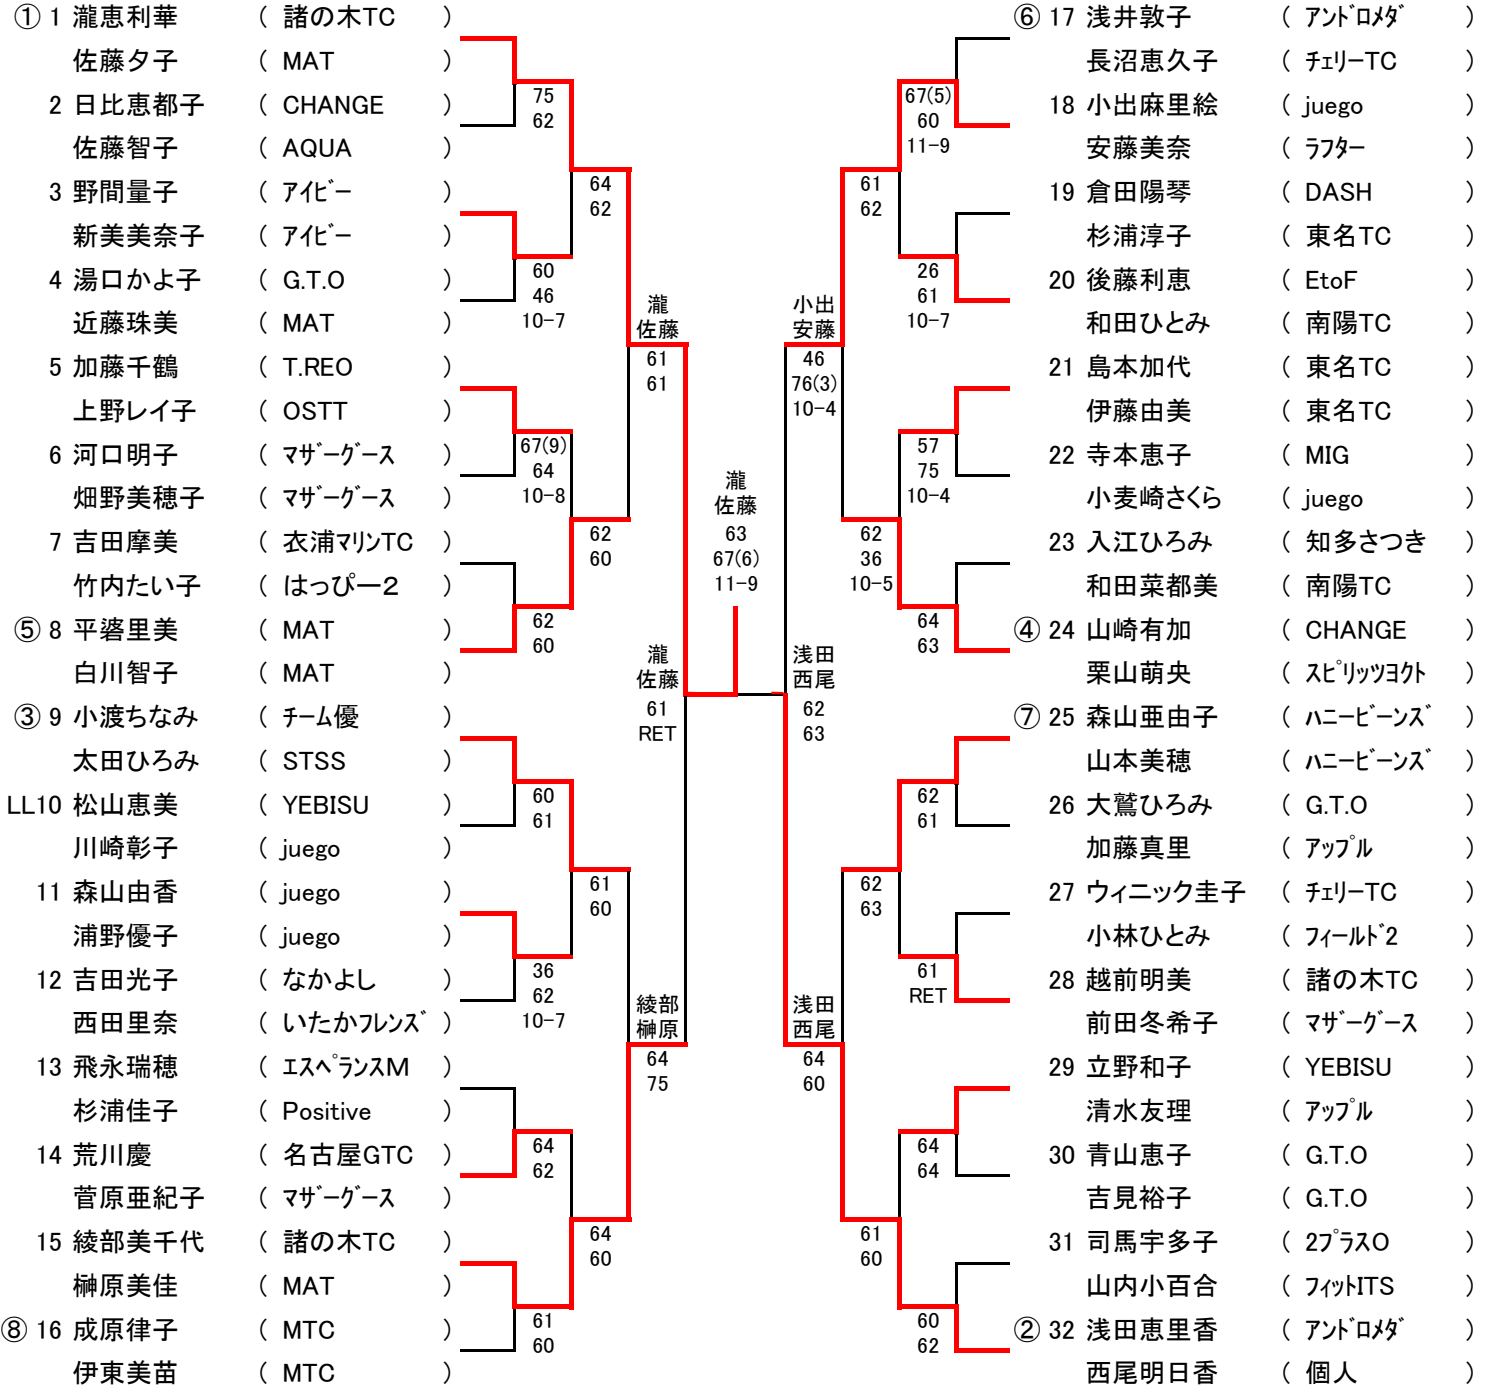 ① 1 瀧恵利華 ( 諸の木TC )
佐藤夕子 ( MAT )
2 日比恵都子 ( CHANGE )
佐藤智子 ( AQUA )
3 野間量子 ( ｱｲﾋﾞｰ )
新美美奈子 ( ｱｲﾋﾞｰ )
4 湯口かよ子 ( G.T.O )
近藤珠美 ( MAT )
5 加藤千鶴 ( T.REO )
上野レイ子 ( OSTT )
6 河口明子 ( ﾏｻﾞｰｸﾞｰｽ )
畑野美穂子 ( ﾏｻﾞｰｸﾞｰｽ )
7 吉田摩美 ( 衣浦ﾏﾘﾝTC )
竹内たい子 ( はっぴー2 )
⑤ 8 平婆里美 ( MAT )
白川智子 ( MAT )
③ 9 小渡ちなみ ( ﾁｰﾑ優 )
太田ひろみ ( STSS )
LL10 松山恵美 ( YEBISU )
川崎彰子 ( juego )
11 森山由香 ( juego )
浦野優子 ( juego )
12 吉田光子 ( なかよし )
西田里奈 ( いたかﾌﾚﾝｽﾞ )
13 飛永瑞穂 ( ｴｽﾍﾟﾗﾝｽM )
杉浦佳子 ( Positive )
14 荒川慶 ( 名古屋GTC )
菅原亜紀子 ( ﾏｻﾞｰｸﾞｰｽ )
15 綾部美千代 ( 諸の木TC )
榊原美佳 ( MAT )
⑧ 16 成原律子 ( MTC )
伊東美苗 ( MTC )
75
62
60
46
10-7
67(9)
64
10-8
62
60
60
61
36
62
10-7
64
62
61
60
64
62
62
60
61
60
64
60
瀧
佐藤
61
61
綾部
榊原
64
75
瀧
佐藤
61
RET
瀧
佐藤
63
67(6)
11-9
浅田
西尾
62
63
小出
安藤
46
76(3)
10-4
浅田
西尾
64
60
61
62
62
36
10-5
62
63
61
60
67(5)
60
11-9
26
61
10-7
57
75
10-4
64
63
62
61
61
RET
64
64
60
62
⑥ 17 浅井敦子 ( ｱﾝﾄﾞﾛﾒﾀﾞ )
長沼恵久子 ( ﾁｪﾘｰTC )
18 小出麻里絵 ( juego )
安藤美奈 ( ﾗﾌﾀｰ )
19 倉田陽琴 ( DASH )
杉浦淳子 ( 東名TC )
20 後藤利恵 ( EtoF )
和田ひとみ ( 南陽TC )
21 島本加代 ( 東名TC )
伊藤由美 ( 東名TC )
22 寺本恵子 ( MIG )
小麦崎さくら ( juego )
23 入江ひろみ ( 知多さつき )
和田菜都美 ( 南陽TC )
④ 24 山崎有加 ( CHANGE )
栗山萌央 ( ｽﾋﾟﾘｯﾂﾖｸﾄ )
⑦ 25 森山亜由子 ( ﾊﾆｰﾋﾞｰﾝｽﾞ )
山本美穂 ( ﾊﾆｰﾋﾞｰﾝｽﾞ )
26 大鷲ひろみ ( G.T.O )
加藤真里 ( ｱｯﾌﾟﾙ )
27 ウィニック圭子 ( ﾁｪﾘｰTC )
小林ひとみ ( ﾌｨｰﾙﾄﾞ2 )
28 越前明美 ( 諸の木TC )
前田冬希子 ( ﾏｻﾞｰｸﾞｰｽ )
29 立野和子 ( YEBISU )
清水友理 ( ｱｯﾌﾟﾙ )
30 青山恵子 ( G.T.O )
吉見裕子 ( G.T.O )
31 司馬宇多子 ( 2ﾌﾟﾗｽO )
山内小百合 ( ﾌｨｯﾄITS )
② 32 浅田恵里香 ( ｱﾝﾄﾞﾛﾒﾀﾞ )
西尾明日香 ( 個人 )